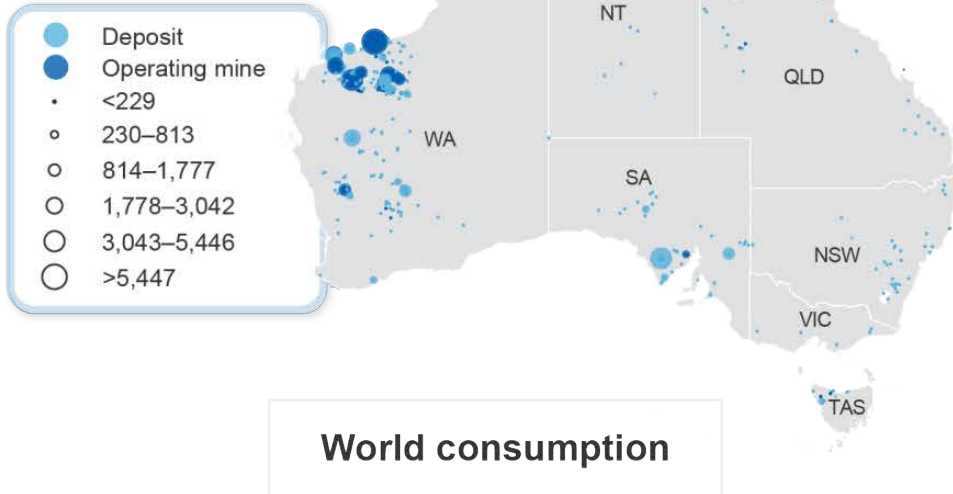 Deposit
Operating mine
<229
230–813
814–1,777
1,778–3,042
3,043–5,446
>5,447
NT
QLD
WA
SA
NSW
VIC
TAS
World consumption